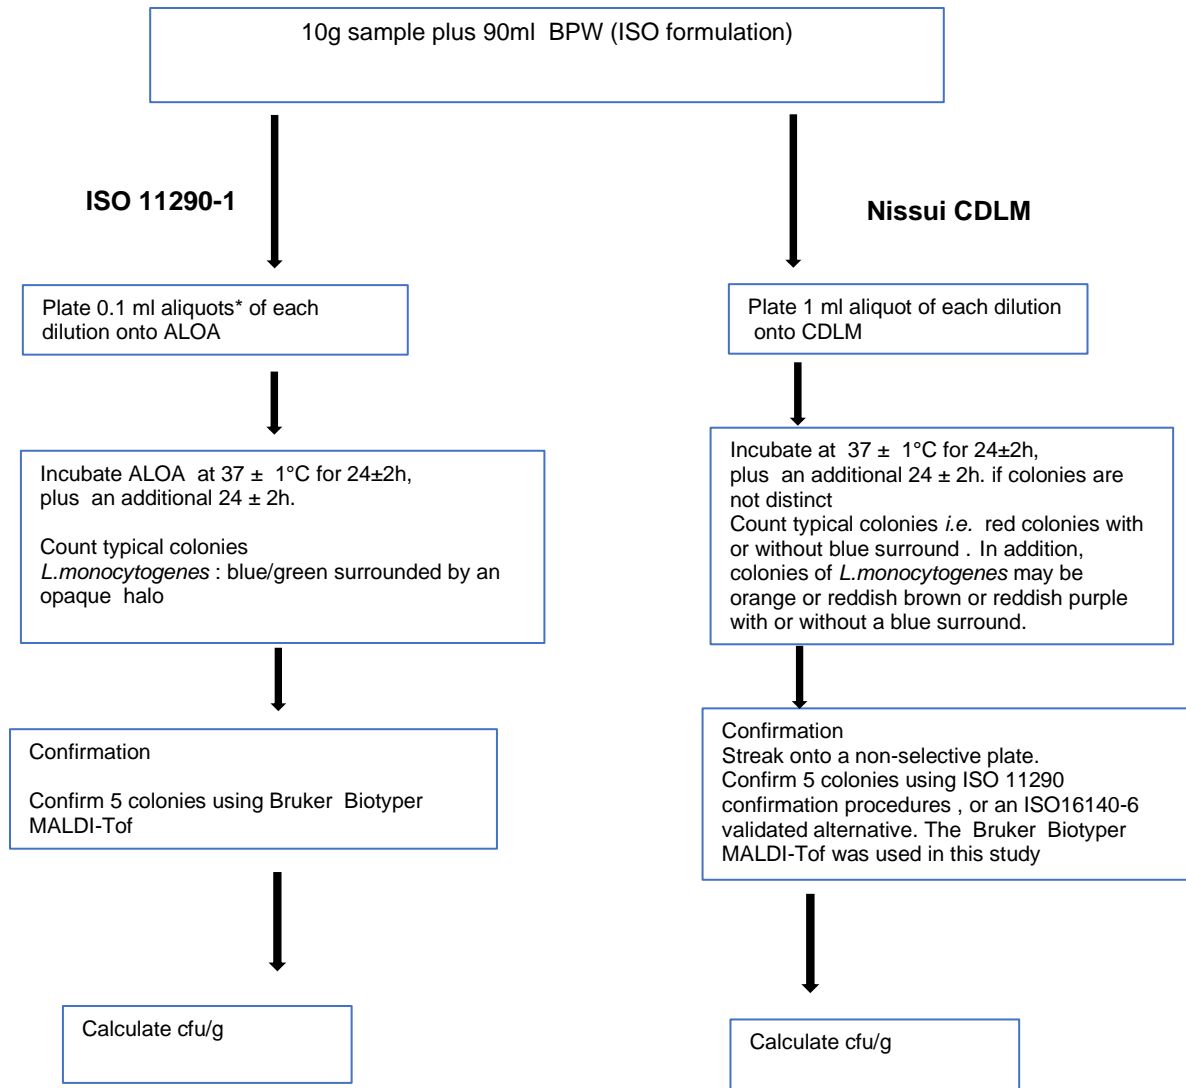 10g sample plus 90ml  BPW (ISO formulation)
ISO 11290-1
Nissui CDLM
Plate 0.1 ml aliquots* of each
dilution onto ALOA
Plate 1 ml aliquot of each dilution
onto CDLM
Incubate ALOA  at 37 ±  1°C for 24±2h,
plus  an additional 24 ± 2h.
Count typical colonies
L.monocytogenes : blue/green surrounded by an
opaque  halo
Incubate at  37 ±  1°C for 24±2h,
plus  an additional 24 ± 2h. if colonies are
not distinct
Count typical colonies i.e.  red colonies with
or without blue surround . In addition,
colonies of L.monocytogenes may be
orange or reddish brown or reddish purple
with or without a blue surround.
Confirmation
Confirm 5 colonies using Bruker  Biotyper
MALDI-Tof
Confirmation
Streak onto a non-selective plate.
Confirm 5 colonies using ISO 11290
confirmation procedures , or an ISO16140-6
validated alternative. The  Bruker  Biotyper
MALDI-Tof was used in this study
Calculate cfu/g
Calculate cfu/g